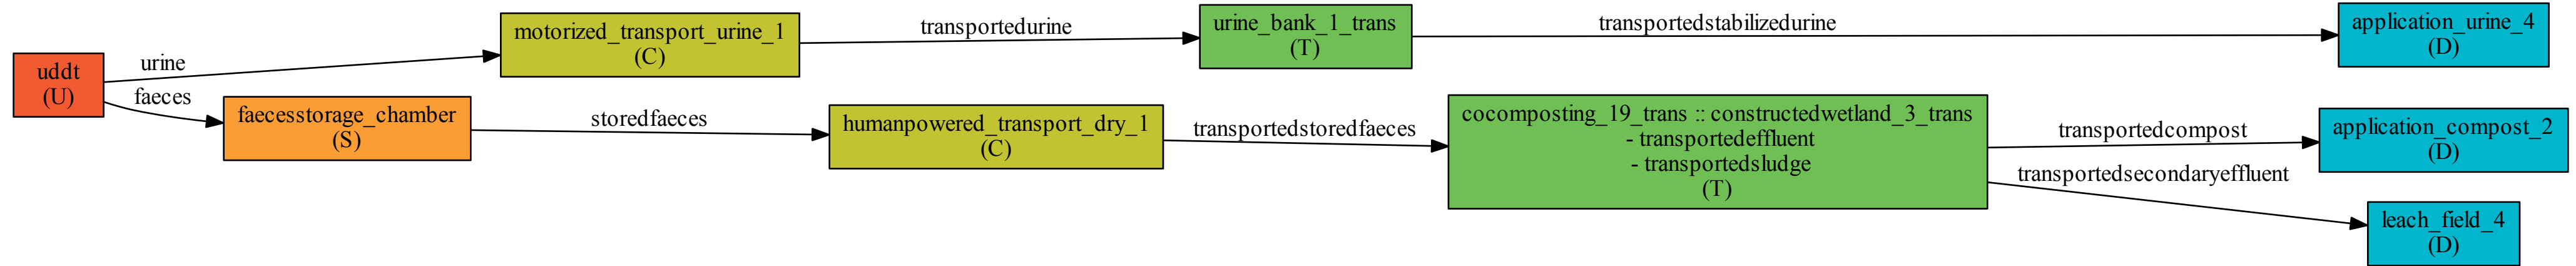 uddt
(U)
urine
faeces
motorized_transport_urine_1
(C)
transportedurine
urine_bank_1_trans
(T)
transportedstabilizedurine
application_urine_4
(D)
faecesstorage_chamber
(S)
storedfaeces
humanpowered_transport_dry_1
(C)
transportedstoredfaeces
cocomposting_19_trans :: constructedwetland_3_trans
- transportedeffluent
- transportedsludge
(T)
transportedcompost
application_compost_2
(D)
transportedsecondaryeffluent
leach_field_4
(D)